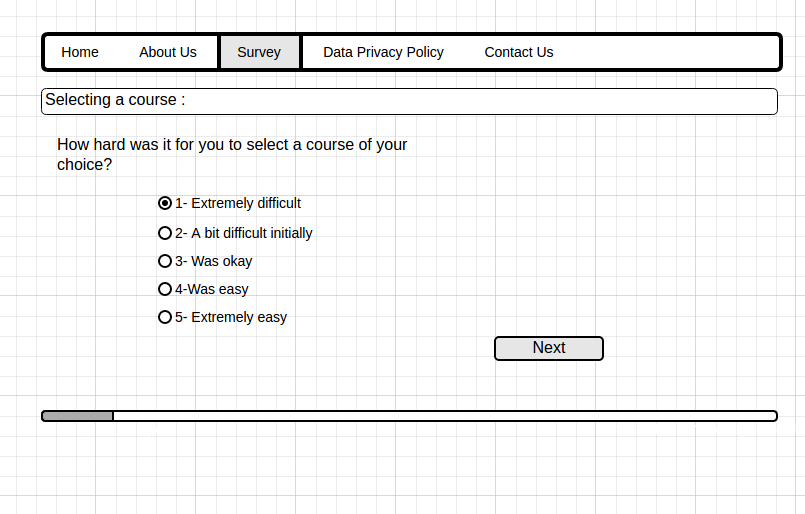 Home About Us Survey Data Privacy Policy Contact Us
Selecting a course :
How hard was it for you to select a course of your
choice?
1- Extremely difficult
2- A bit difficult initially
3- Was okay
4-Was easy
5- Extremely easy
Next